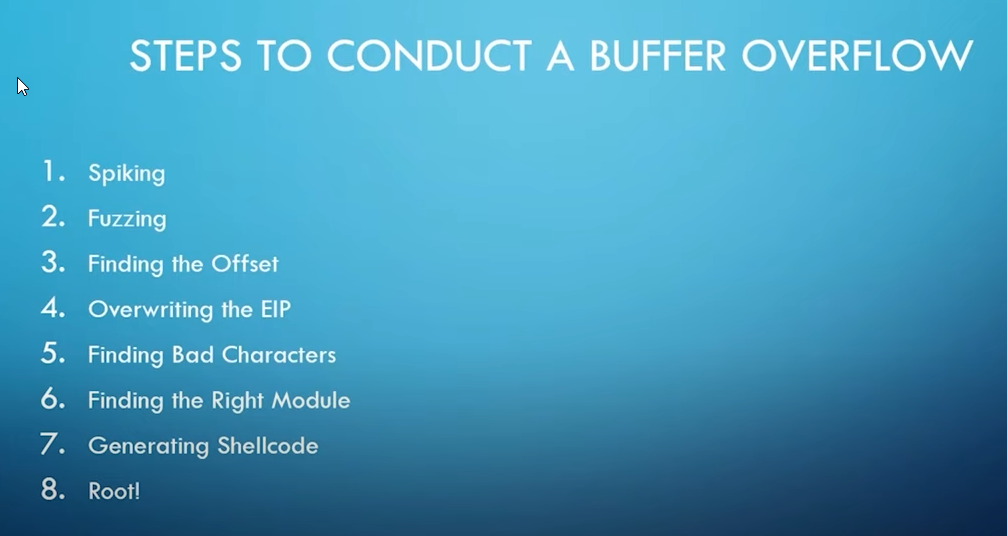 STEPS TO CONDUCT A BUFFER OVERFLOW
1. Spiking
2. Fuzzing
3. Finding the Offset
4. Overwriting the EIP
5. Finding Bad Characters
6. Finding the Right Module
7. Generating Shellcode
8. Root!